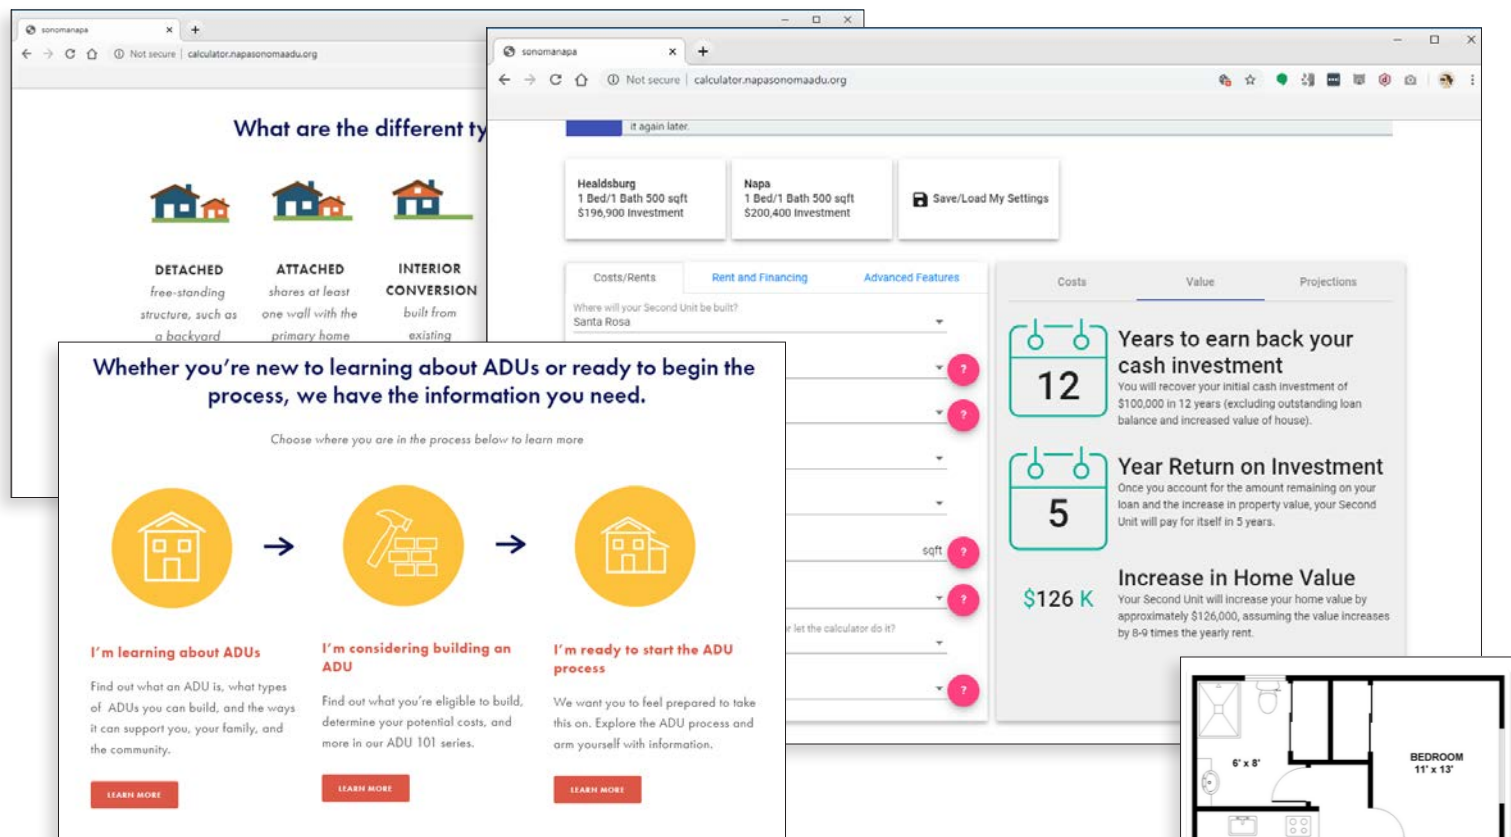 sonomanapa
Not secure | calculator.napasonomaadu.org
What are the different ty
DETACHED
free-standing
structure, such as
a backyard
ATTACHED
shares at least
one wall with the
primary home
INTERIOR
CONVERSION
built from
existing
sonomanapa
Not secure | calculator.napasonomaadu.org
it again later.
Healdsburg
1 Bed/1 Bath 500 sqft
$196,900 Investment
Napa
1 Bed/1 Bath 500 sqft
$200,400 Investment
Save/Load My Settings
Costs/Rents
Rent and Financing
Advanced Features
Where will your Second Unit be built?
Santa Rosa
?
?
sqft ?
?
r let the calculator do it?
?
Costs
Value
Projections
12
Years to earn back your
cash investment
You will recover your initial cash investment of
$100,000 in 12 years (excluding outstanding loan
balance and increased value of house).
5
Year Return on Investment
Once you account for the amount remaining on your
loan and the increase in property value, your Second
Unit will pay for itself in 5 years.
$126 K
Increase in Home Value
Your Second Unit will increase your home value by
approximately $126,000, assuming the value increases
by 8-9 times the yearly rent.
Whether you're new to learning about ADUs or ready to begin the
process, we have the information you need.
Choose where you are in the process below to learn more
I'm learning about ADUs
Find out what an ADU is, what types
of ADUs you can build, and the ways
it can support you, your family, and
the community.
LEARN MORE
I'm considering building an
ADU
Find out what you're eligible to build,
determine your potential costs, and
more in our ADU 101 series.
LEARN MORE
I'm ready to start the ADU
process
We want you to feel prepared to take
this on. Explore the ADU process and
arm yourself with information.
LEARN MORE
6' x 8'
BEDROOM
11' x 13'